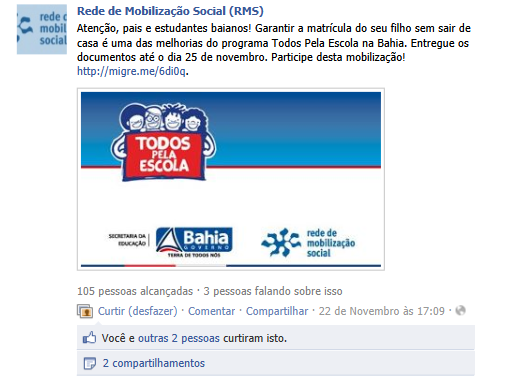 rede de
mobiliz
social
Rede de Mobilização Social (RMS)
Atenção, pais e estudantes baianos! Garantir a matrícula do seu filho sem sair de
casa é uma das melhorias do programa Todos Pela Escola na Bahia. Entregue os
documentos até o dia 25 de novembro. Participe desta mobilização!
http://migre.me/6di0q.
TODOS
PELA
ESCOLA
SECRETARIA DA
EDUCAÇÃO
Bahia
GOVERNO
TERRA DE TODOS NÓS
rede de
mobilização
social
105 pessoas alcançadas · 3 pessoas falando sobre isso
Curtir (desfazer) · Comentar · Compartilhar · 22 de Novembro às 17:09 ·
Você e outras 2 pessoas curtiram isto.
2 compartilhamentos